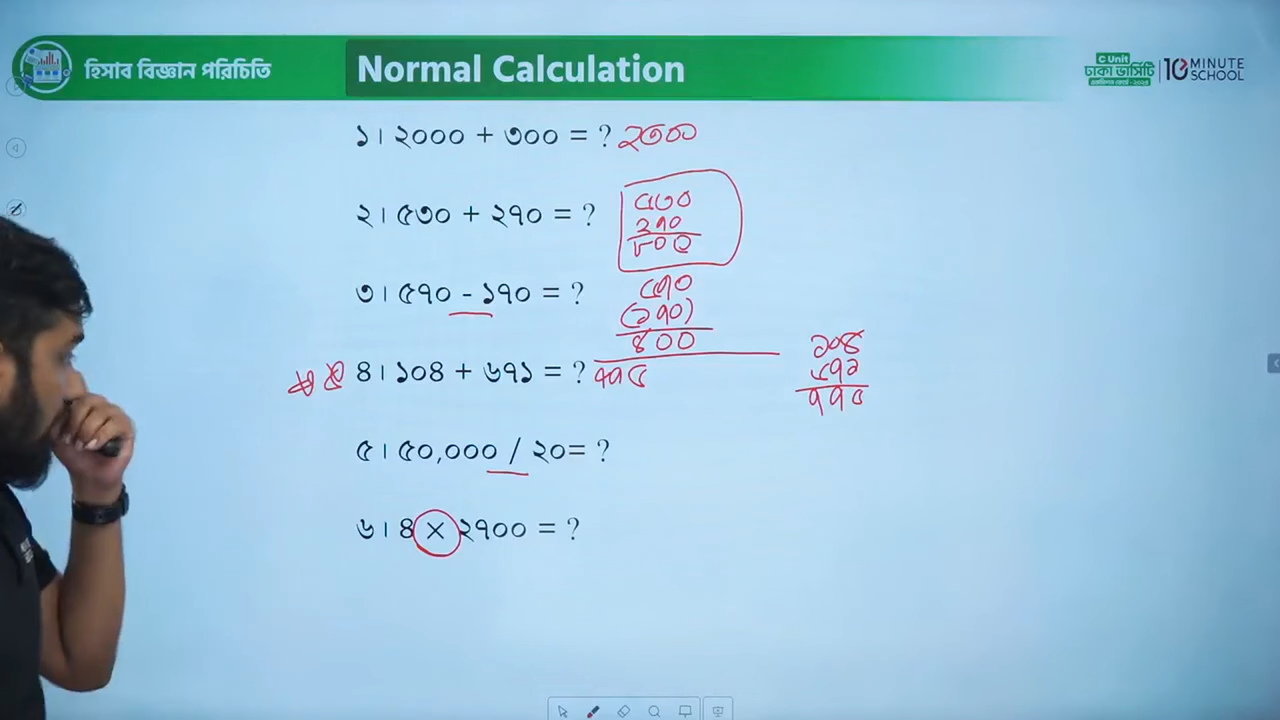 হিসাব বিজ্ঞান পরিচিতি
Normal Calculation
C Unit
ঢাকা ভার্সিটি
10 MINUTE SCHOOL
১। ২০০০ + ৩০০ = ? ২৩০০
২। ৫৩০ + ২৭০ = ?
৫৩০
২৭০
৮০০
৩। ৫৭০ - ১৭০ = ?
৫৭০
(১৭০)
৪০০
৪। ১০৪ + ৬৭১ = ? ৭৭৫
১০৪
৬৭১
৭৭৫
৫। ৫০,০০০ / ২০= ?
৬। ৪ × ২৭০০ = ?